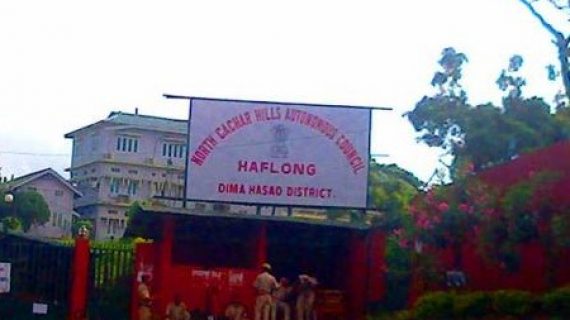 NORTH CACHAR HILLS AUTONOMOUS COUNCIL
HAFLONG
DIMA HASAO DISTRICT.